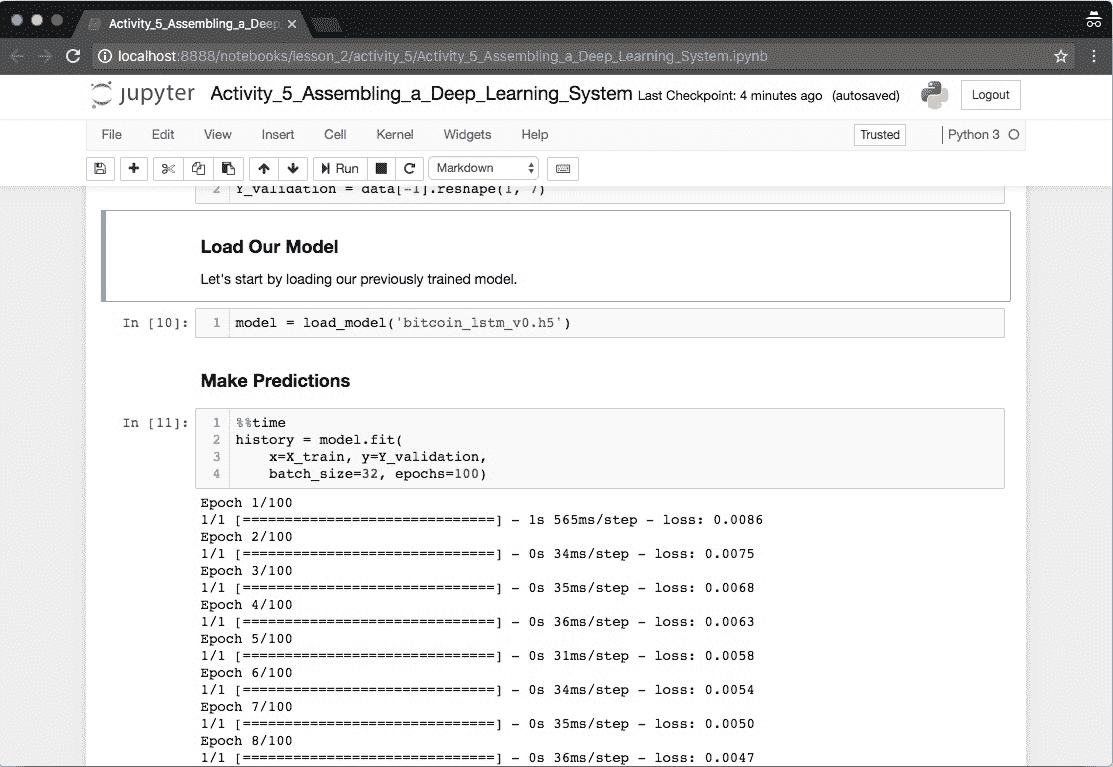 Activity_5_Assembling_a_Deep
localhost:8888/notebooks/lesson_2/activity_5/Activity_5_Assembling_a_Deep_Learning_System.ipynb
jupyter Activity_5_Assembling_a_Deep_Learning_System Last Checkpoint: 4 minutes ago (autosaved) Logout
File Edit View Insert Cell Kernel Widgets Help Trusted Python 3
Run Markdown
2 Y_validation = data[-1].reshape(1, 7)
Load Our Model
Let's start by loading our previously trained model.
In [10]: 1 model = load_model('bitcoin_lstm_v0.h5')
Make Predictions
In [11]: 1 %%time
2 history = model.fit(
3 x=X_train, y=Y_validation,
4 batch_size=32, epochs=100)
Epoch 1/100
1/1 [==============================] - 1s 565ms/step - loss: 0.0086
Epoch 2/100
1/1 [==============================] - 0s 34ms/step - loss: 0.0075
Epoch 3/100
1/1 [==============================] - 0s 35ms/step - loss: 0.0068
Epoch 4/100
1/1 [==============================] - 0s 36ms/step - loss: 0.0063
Epoch 5/100
1/1 [==============================] - 0s 31ms/step - loss: 0.0058
Epoch 6/100
1/1 [==============================] - 0s 34ms/step - loss: 0.0054
Epoch 7/100
1/1 [==============================] - 0s 35ms/step - loss: 0.0050
Epoch 8/100
1/1 [==============================] - 0s 36ms/step - loss: 0.0047